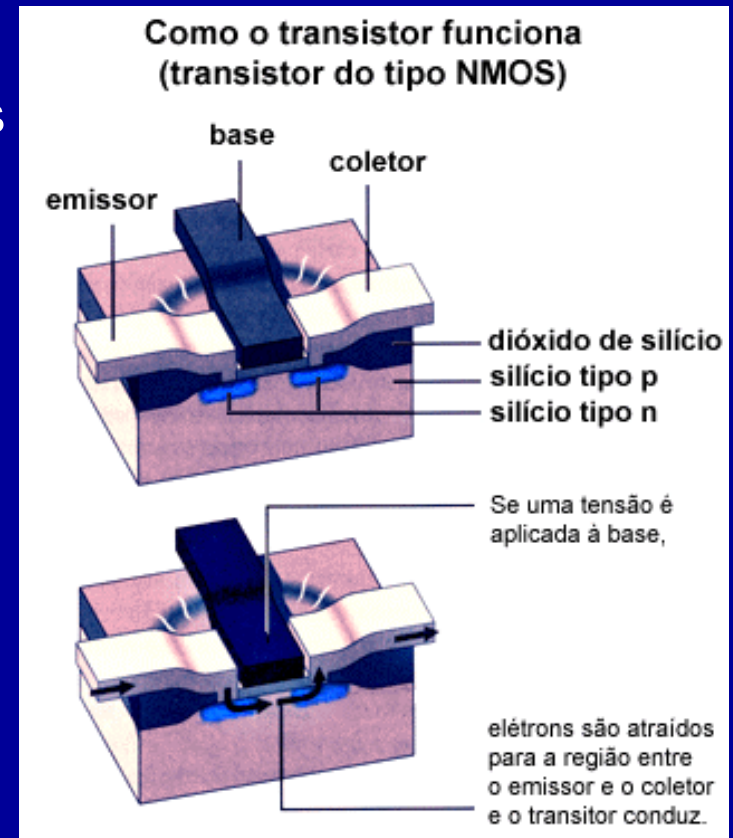 Como o transistor funciona
(transistor do tipo NMOS)
s
base
coletor
emissor
dióxido de silício
silício tipo p
silício tipo n
Se uma tensão é
aplicada à base,
elétrons são atraídos
para a região entre
o emissor e o coletor
e o transitor conduz.